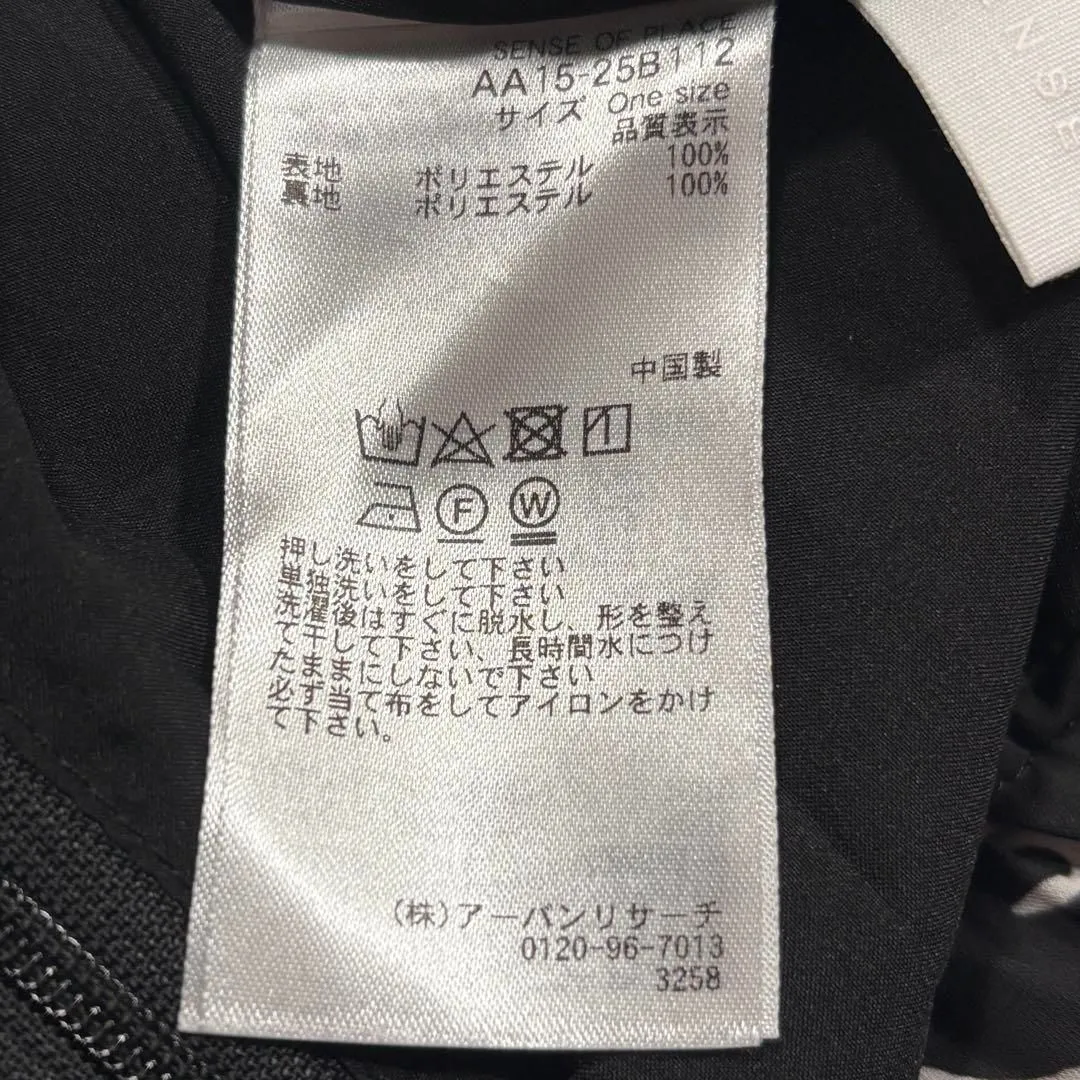 SENSE OF PLACE
AA15-25B112
サイズ One size
品質表示
表地 ポリエステル 100%
裏地 ポリエステル 100%
中国製
F W
押し洗いをして下さい
単独洗いをして下さい
洗濯後はすぐに脱水し、形を整え
て干して下さい、長時間水につけ
たままにしないで下さい
必ず当て布をしてアイロンをかけ
て下さい。
(株)アーバンリサーチ
0120-96-7013
3258